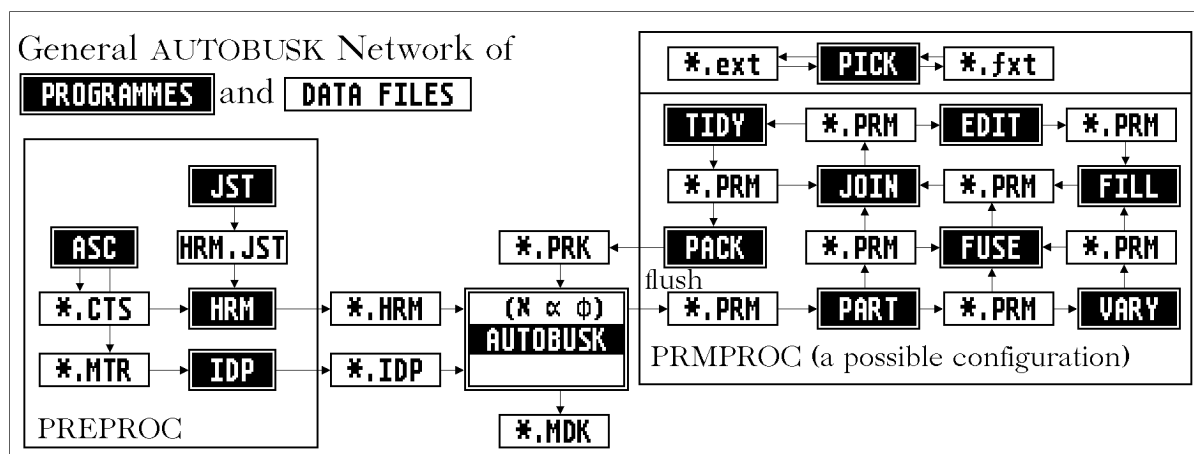 General AUTOBUSK Network of
PROGRAMMES and DATA FILES
*.ext PICK *.fxt
TIDY *.PRM EDIT *.PRM
*.PRM JOIN *.PRM FILL
PACK *.PRM FUSE *.PRM
flush
*.PRM PART *.PRM VARY
PRMPROC (a possible configuration)
JST
ASC HRM.JST
*.CTS HRM
*.MTR IDP
PREPROC
*.HRM
*.IDP
*.PRK
(X ∝ Φ)
AUTOBUSK
*.MDK